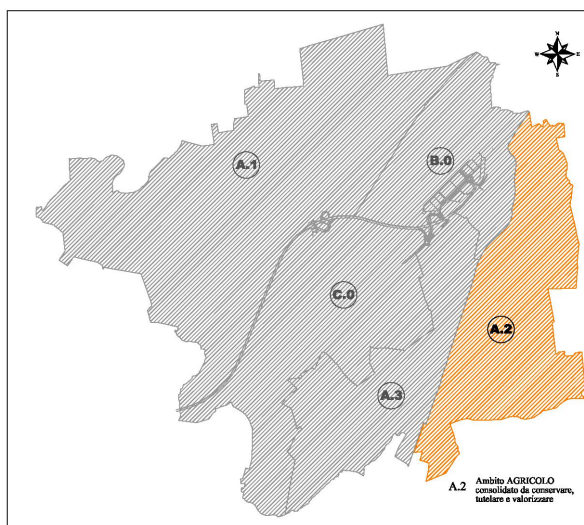 N
W E
S
A.1
B.0
C.0
A.2
A.3
A.2 Ambito AGRICOLO
consolidato da conservare,
tutelare e valorizzare